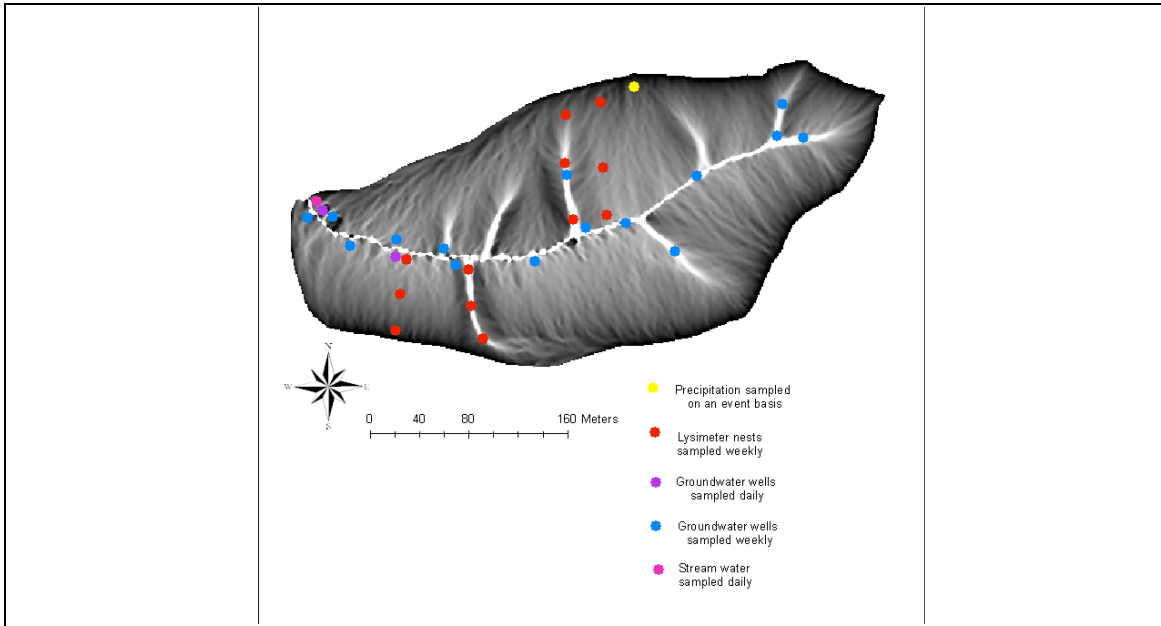 N
W E
S
0 40 80 160 Meters
Precipitation sampled
on an event basis
Lysimeter nests
sampled weekly
Groundwater wells
sampled daily
Groundwater wells
sampled weekly
Stream water
sampled daily